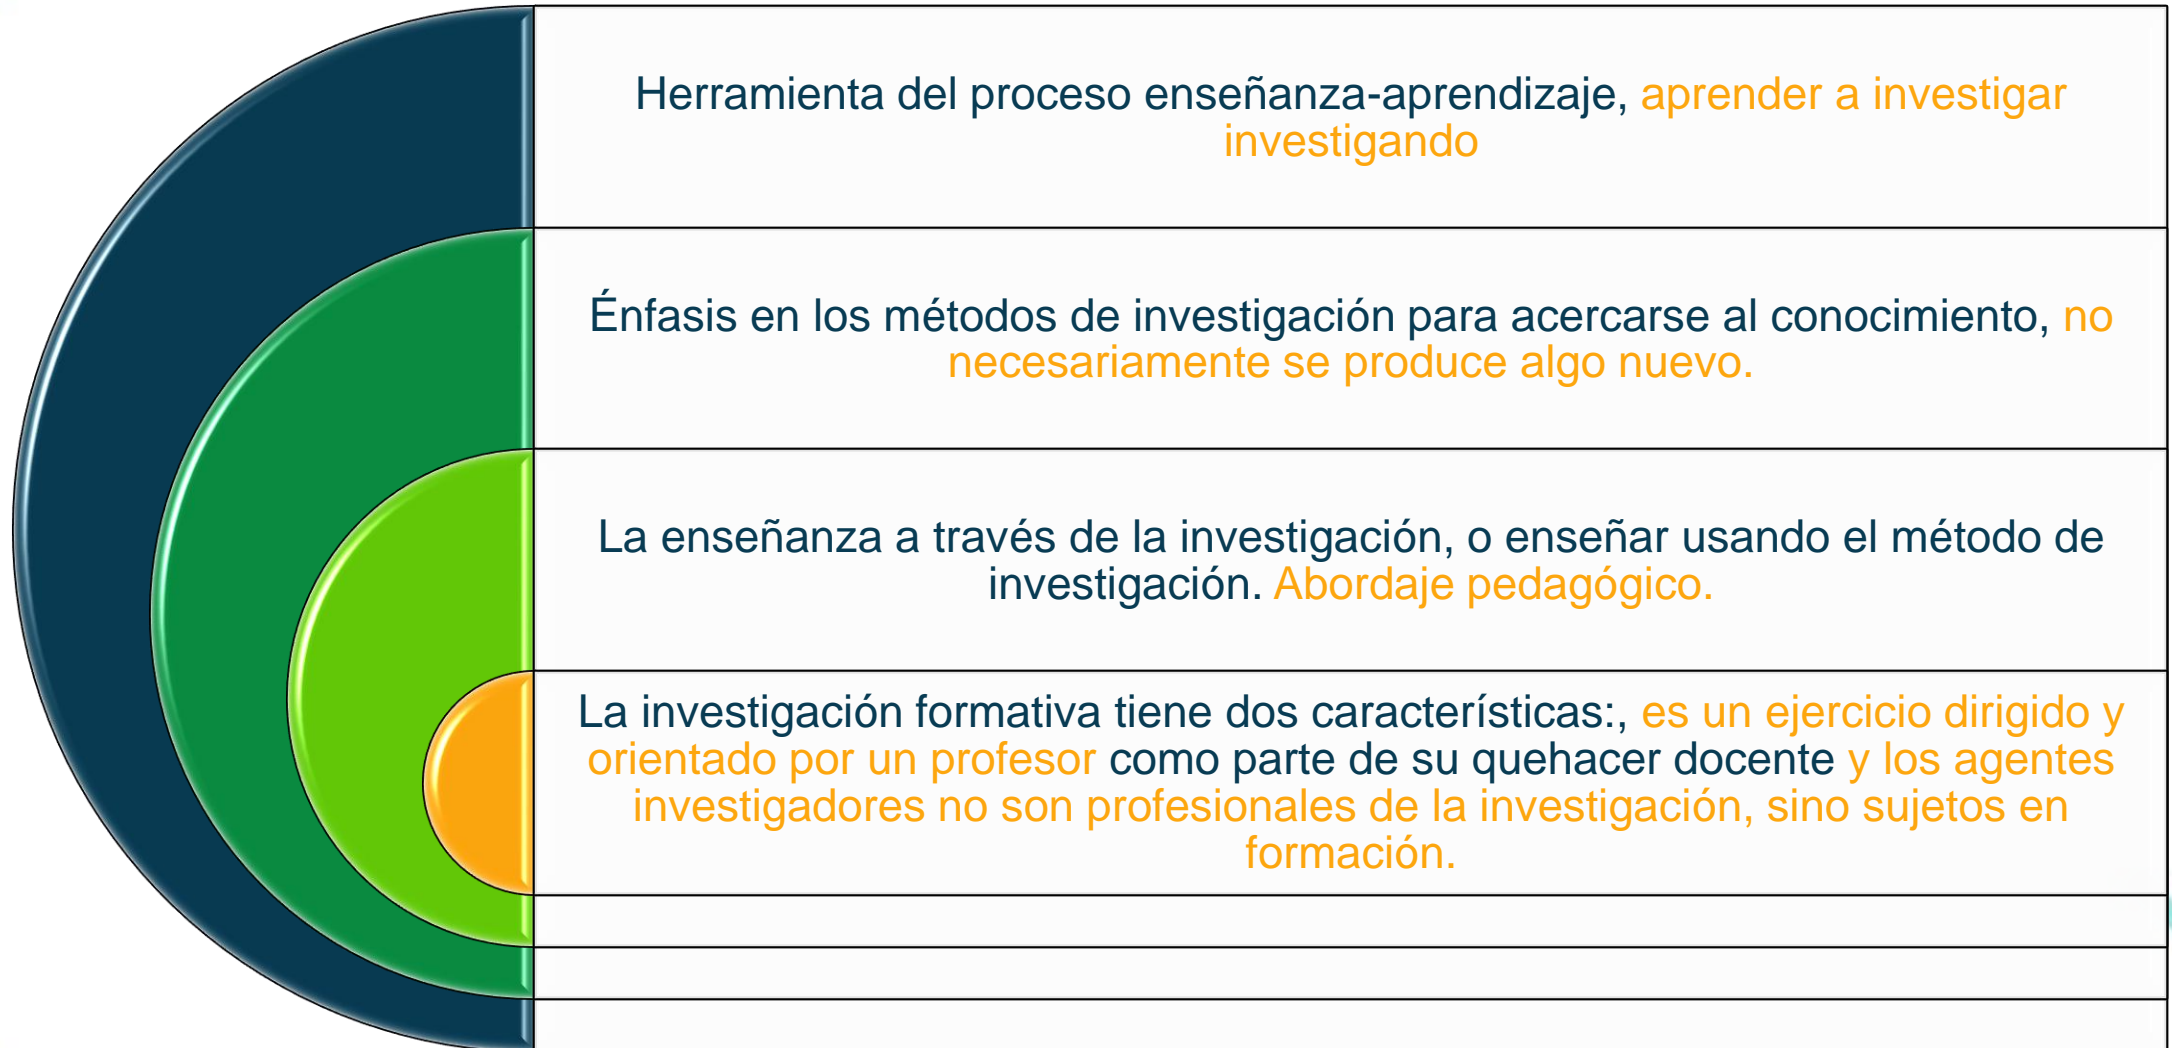 Herramienta del proceso enseñanza-aprendizaje, aprender a investigar
investigando
Énfasis en los métodos de investigación para acercarse al conocimiento, no
necesariamente se produce algo nuevo.
La enseñanza a través de la investigación, o enseñar usando el método de
investigación. Abordaje pedagógico.
La investigación formativa tiene dos características:, es un ejercicio dirigido y
orientado por un profesor como parte de su quehacer docente y los agentes
investigadores no son profesionales de la investigación, sino sujetos en
formación.